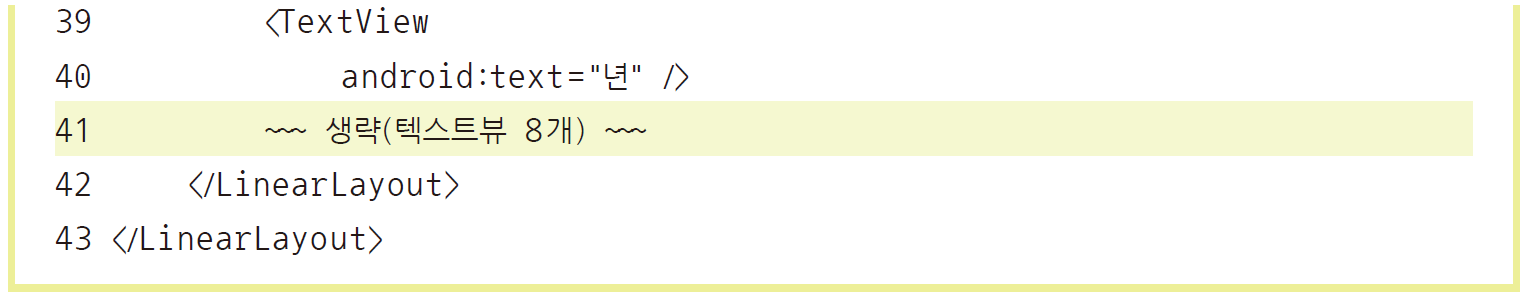 39 <TextView
40 android:text="년" />
41 ~~~ 생략(텍스트뷰 8개) ~~~
42 </LinearLayout>
43 </LinearLayout>